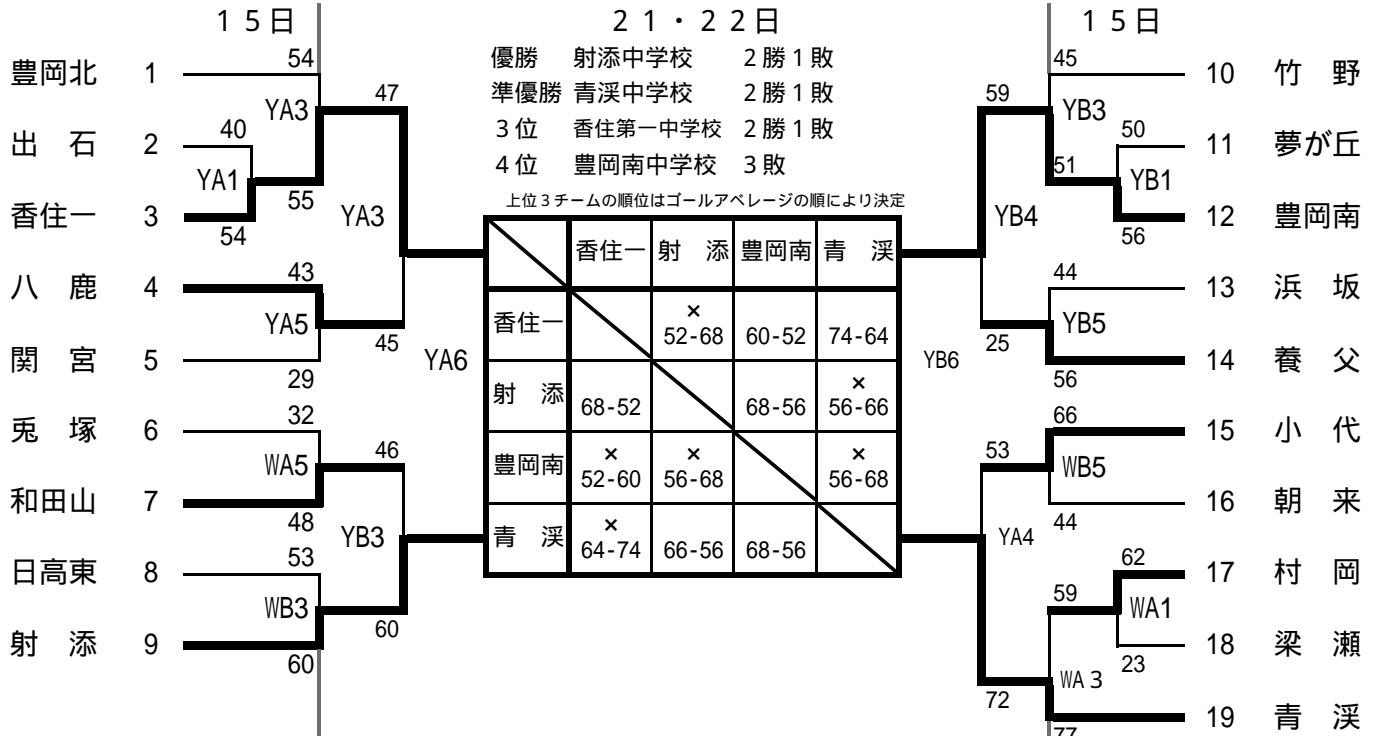 １５日
２１・２２日
１５日
優勝 射添中学校 ２勝１敗
準優勝 青渓中学校 ２勝１敗
３位 香住第一中学校 ２勝１敗
４位 豊岡南中学校 ３敗
上位３チームの順位はゴールアベレージの順により決定
豊岡北 1
出 石 2
香住一 3
八 鹿 4
関 宮 5
兎 塚 6
和田山 7
日高東 8
射 添 9
54
YA3
47
40
YA1
55
54
YA3
43
YA5
45
29
YA6
32
WA5
46
48
YB3
53
WB3
60
60
香住一 射 添 豊岡南 青 渓
香住一 × 52-68 60-52 74-64
射 添 68-52 68-56 × 56-66
豊岡南 × 52-60 × 56-68 × 56-68
青 渓 × 64-74 66-56 68-56
45
59
YB3
50
51
YB1
YB4
56
44
YB5
25
56
YB6
66
53
WB5
44
YA4
62
59
WA1
23
WA３
72
77
10 竹 野
11 夢が丘
12 豊岡南
13 浜 坂
14 養 父
15 小 代
16 朝 来
17 村 岡
18 梁 瀬
19 青 渓